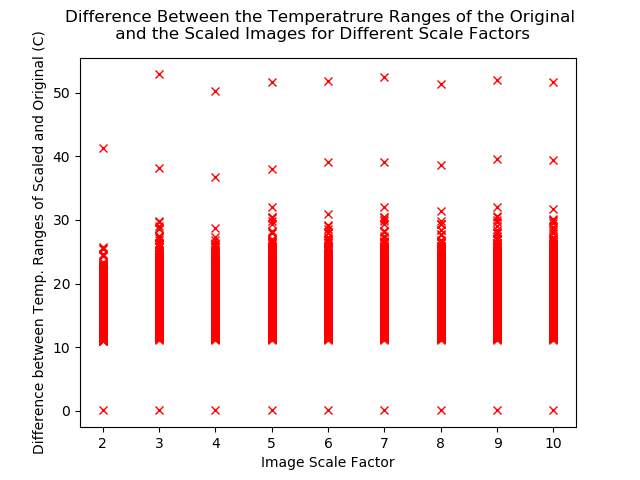 Difference Between the Temperatrure Ranges of the Original
and the Scaled Images for Different Scale Factors
Difference between Temp. Ranges of Scaled and Original (C)
50
40
30
20
10
0
2 3 4 5 6 7 8 9 10
Image Scale Factor